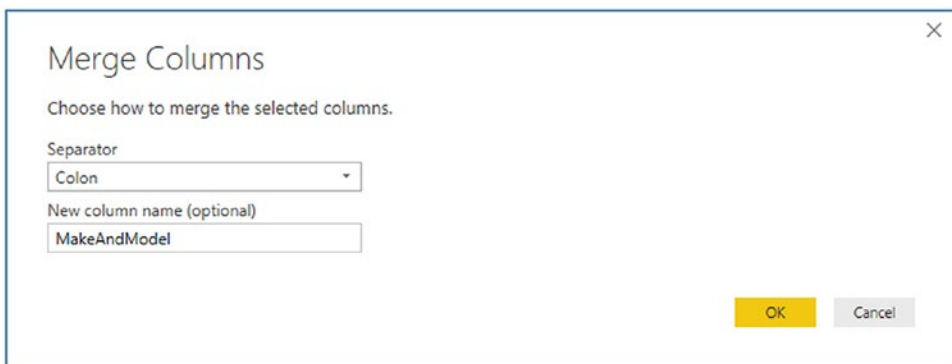 Merge Columns
Choose how to merge the selected columns.
Separator
Colon
New column name (optional)
MakeAndModel
OK Cancel